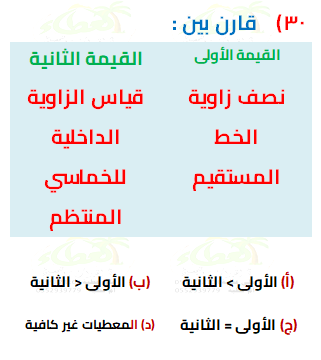 ٣٠) قارن بين :
القيمة الأولى
القيمة الثانية
نصف زاوية
الخط
المستقيم
قياس الزاوية
الداخلية
للخماسي
المنتظم
(أ) الأولى > الثانية
(ب) الأولى < الثانية
(ج) الأولى = الثانية
(د) المعطيات غير كافية